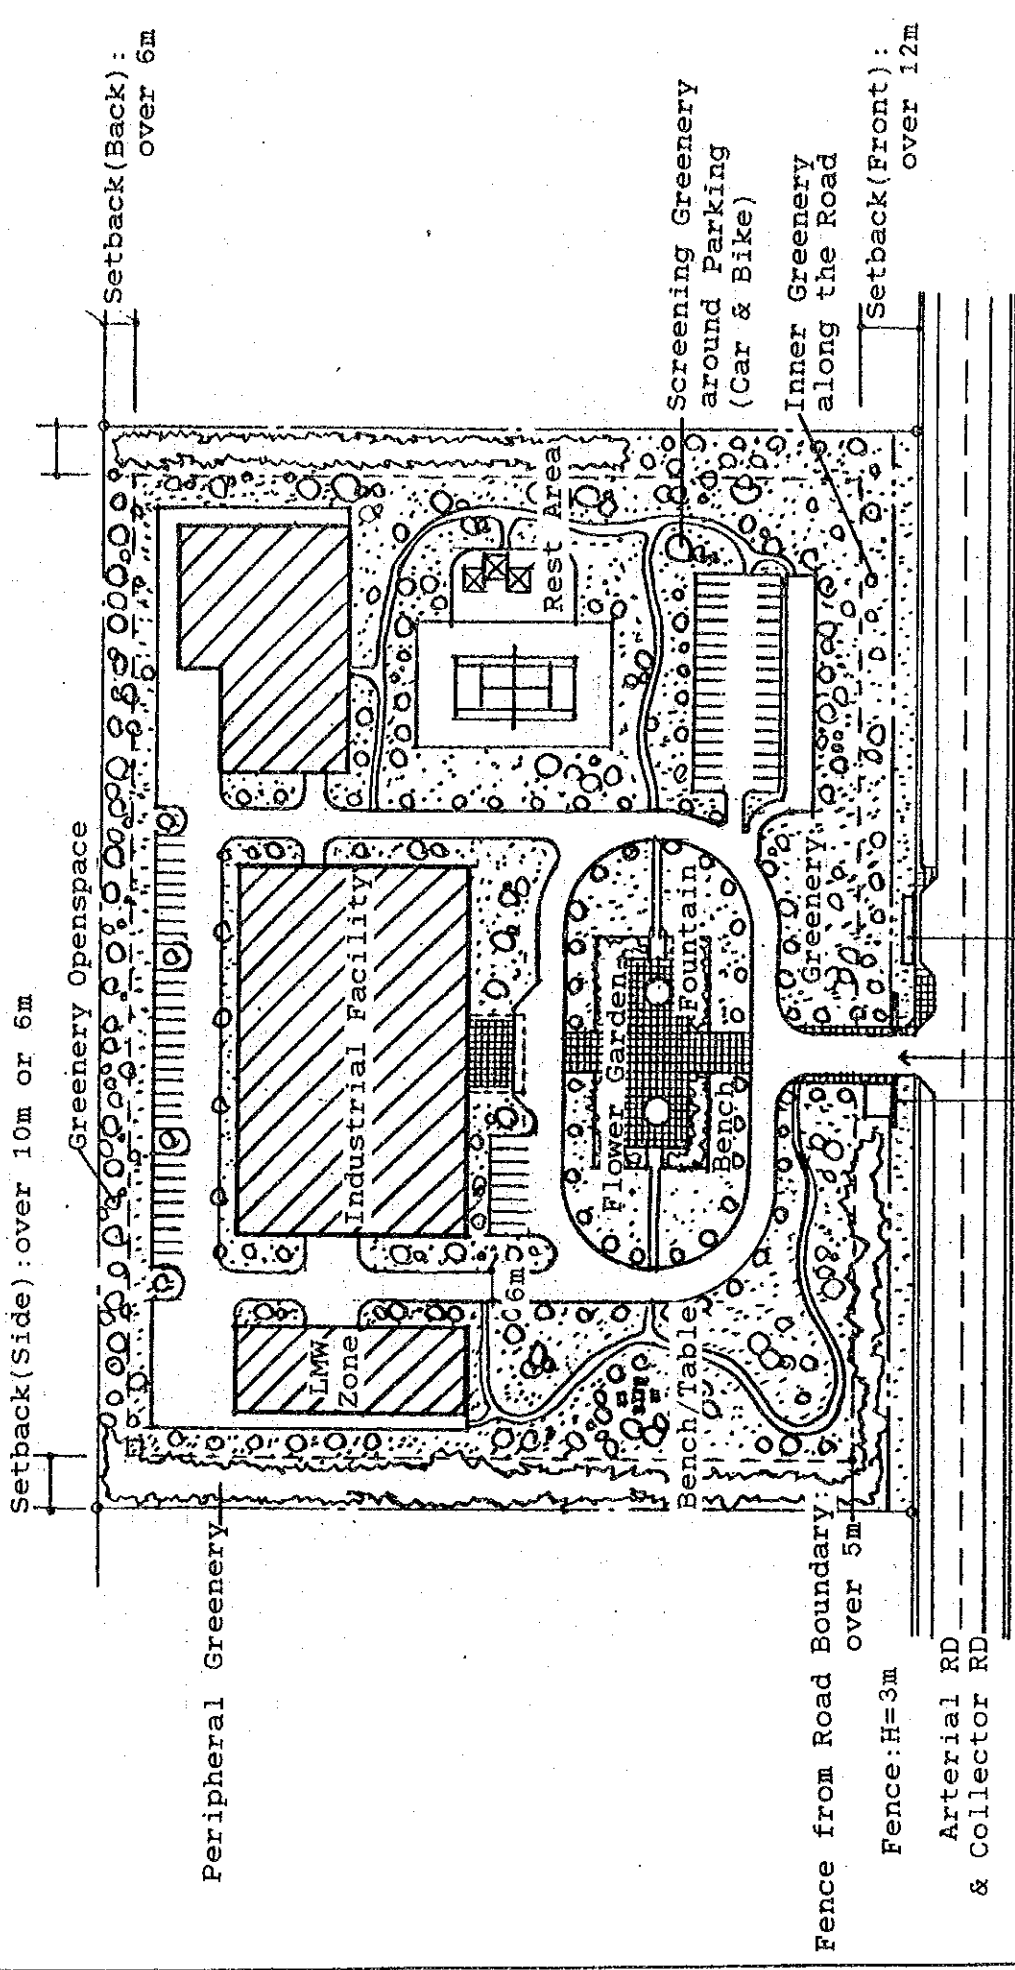 Setback(Side):over 10m or 6m
Greenery Openspace
Setback(Back):
over 6m
Peripheral Greenery
Industrial Facility
LMW
Zone
6m
Rest Area
Screening Greenery
around Parking
(Car & Bike)
Inner Greenery
along the Road
Flower Garden
Fountain
Bench
Bench/Table
Greenery
Setback(Front):
over 12m
Fence from Road Boundary:
over 5m
Fence:H=3m
Arterial RD
& Collector RD